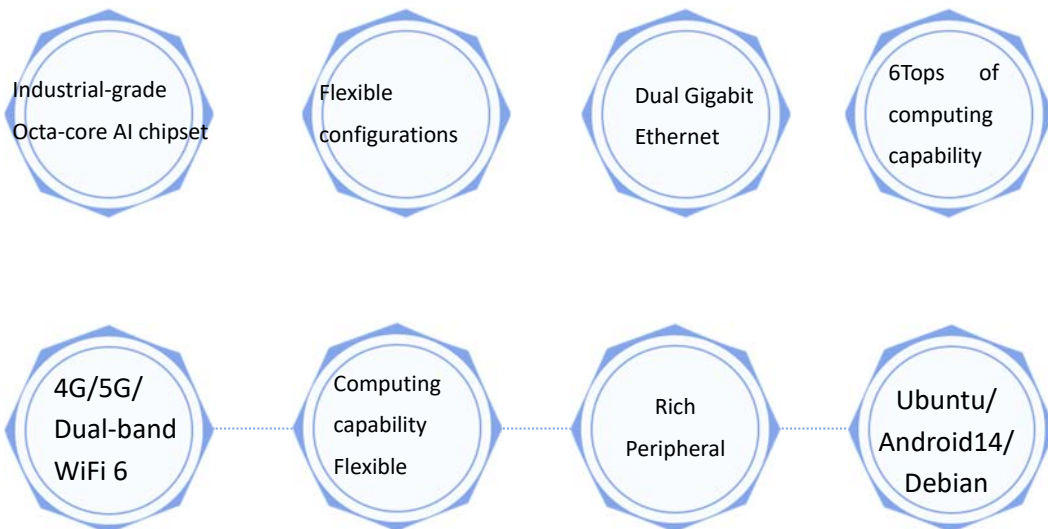 Industrial-grade
Octa-core AI chipset
Flexible
configurations
Dual Gigabit
Ethernet
6Tops of
computing
capability
4G/5G/
Dual-band
WiFi 6
Computing
capability
Flexible
Rich
Peripheral
Ubuntu/
Android14/
Debian